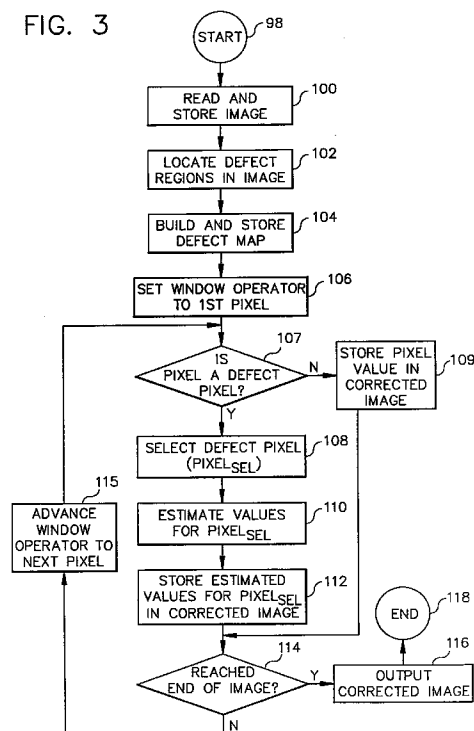 FIG. 3
START
98
READ AND
STORE IMAGE
100
LOCATE DEFECT
REGIONS IN IMAGE
102
BUILD AND STORE
DEFECT MAP
104
SET WINDOW OPERATOR
TO 1ST PIXEL
106
IS
PIXEL A DEFECT
PIXEL?
107
N
Y
STORE PIXEL
VALUE IN
CORRECTED
IMAGE
109
SELECT DEFECT PIXEL
(PIXELSEL)
108
ESTIMATE VALUES
FOR PIXELSEL
110
STORE ESTIMATED
VALUES FOR PIXELSEL
IN CORRECTED IMAGE
112
115
ADVANCE
WINDOW
OPERATOR TO
NEXT PIXEL
REACHED
END OF IMAGE?
114
Y
N
OUTPUT
CORRECTED IMAGE
116
END
118